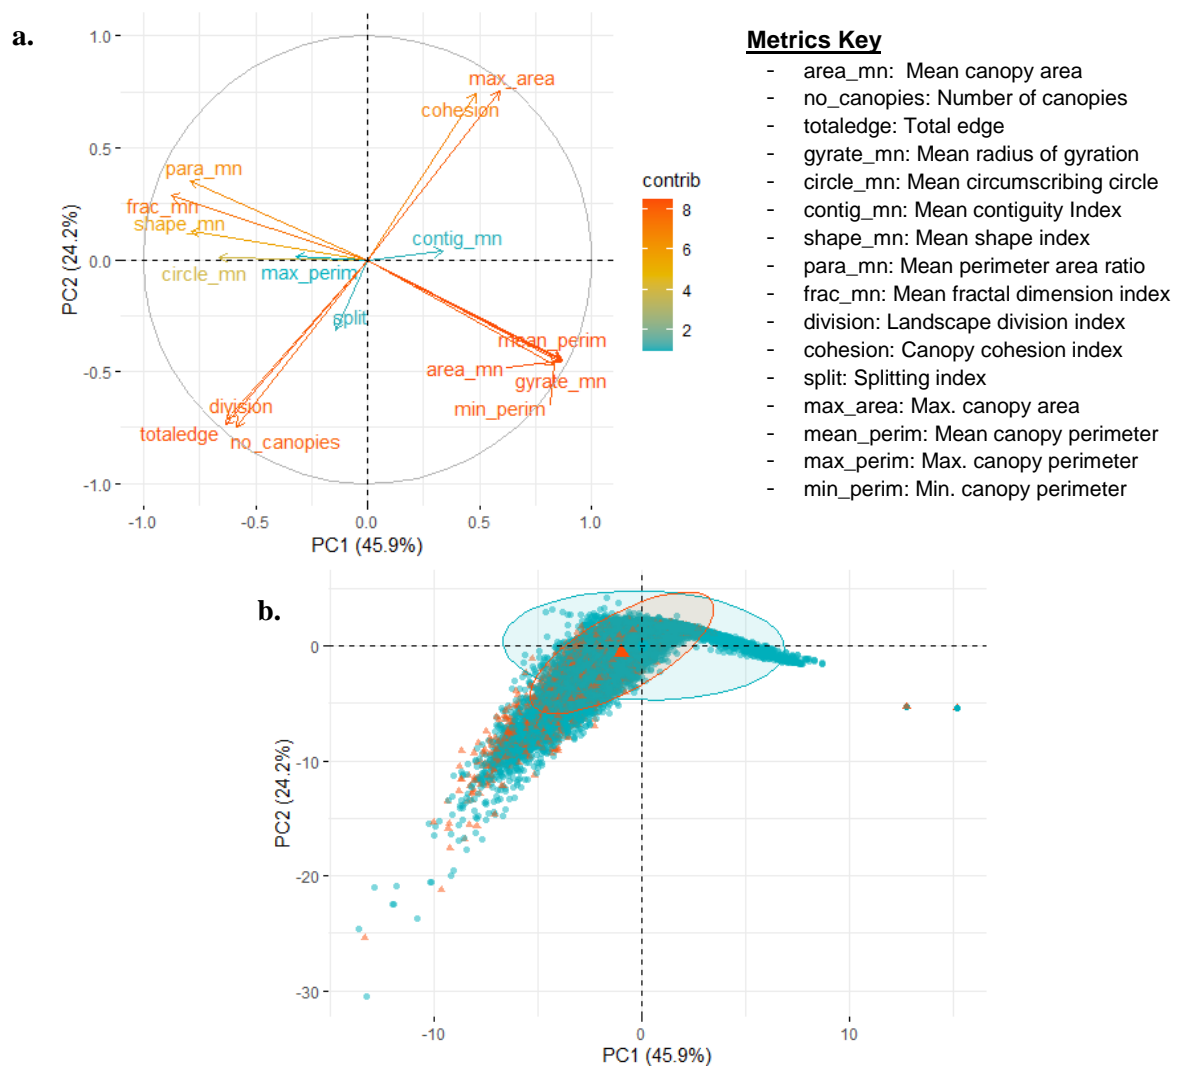 a.
1.0
0.5
0.0
-0.5
-1.0
PC2 (24.2%)
max_area
cohesion
para_mn
frac_mn
shape_mn
contig_mn
circle_mn
max_perim
split
mean_perim
area_mn
gyrate_mn
min_perim
division
totaledge
no_canopies
-1.0 -0.5 0.0 0.5 1.0
PC1 (45.9%)
contrib
8
6
4
2
Metrics Key
- area_mn: Mean canopy area
- no_canopies: Number of canopies
- totaledge: Total edge
- gyrate_mn: Mean radius of gyration
- circle_mn: Mean circumscribing circle
- contig_mn: Mean contiguity Index
- shape_mn: Mean shape index
- para_mn: Mean perimeter area ratio
- frac_mn: Mean fractal dimension index
- division: Landscape division index
- cohesion: Canopy cohesion index
- split: Splitting index
- max_area: Max. canopy area
- mean_perim: Mean canopy perimeter
- max_perim: Max. canopy perimeter
- min_perim: Min. canopy perimeter
b.
0
-10
-20
-30
PC2 (24.2%)
-10 0 10
PC1 (45.9%)